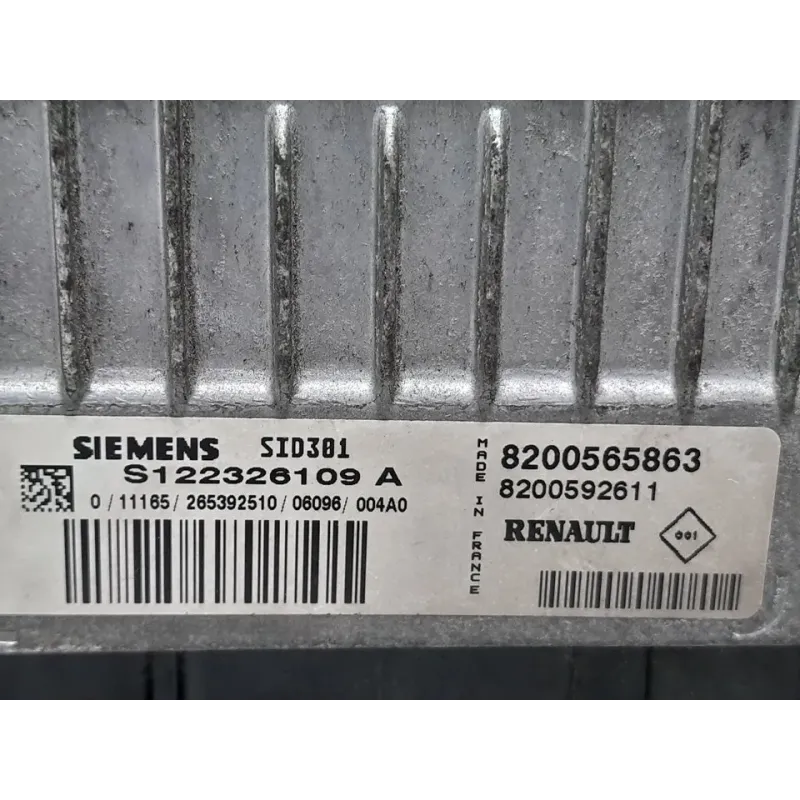 SIEMENS SID301
S122326109 A
0 / 11165 / 265392510 / 06096 / 004A0
MADE IN FRANCE
8200565863
8200592611
RENAULT 001